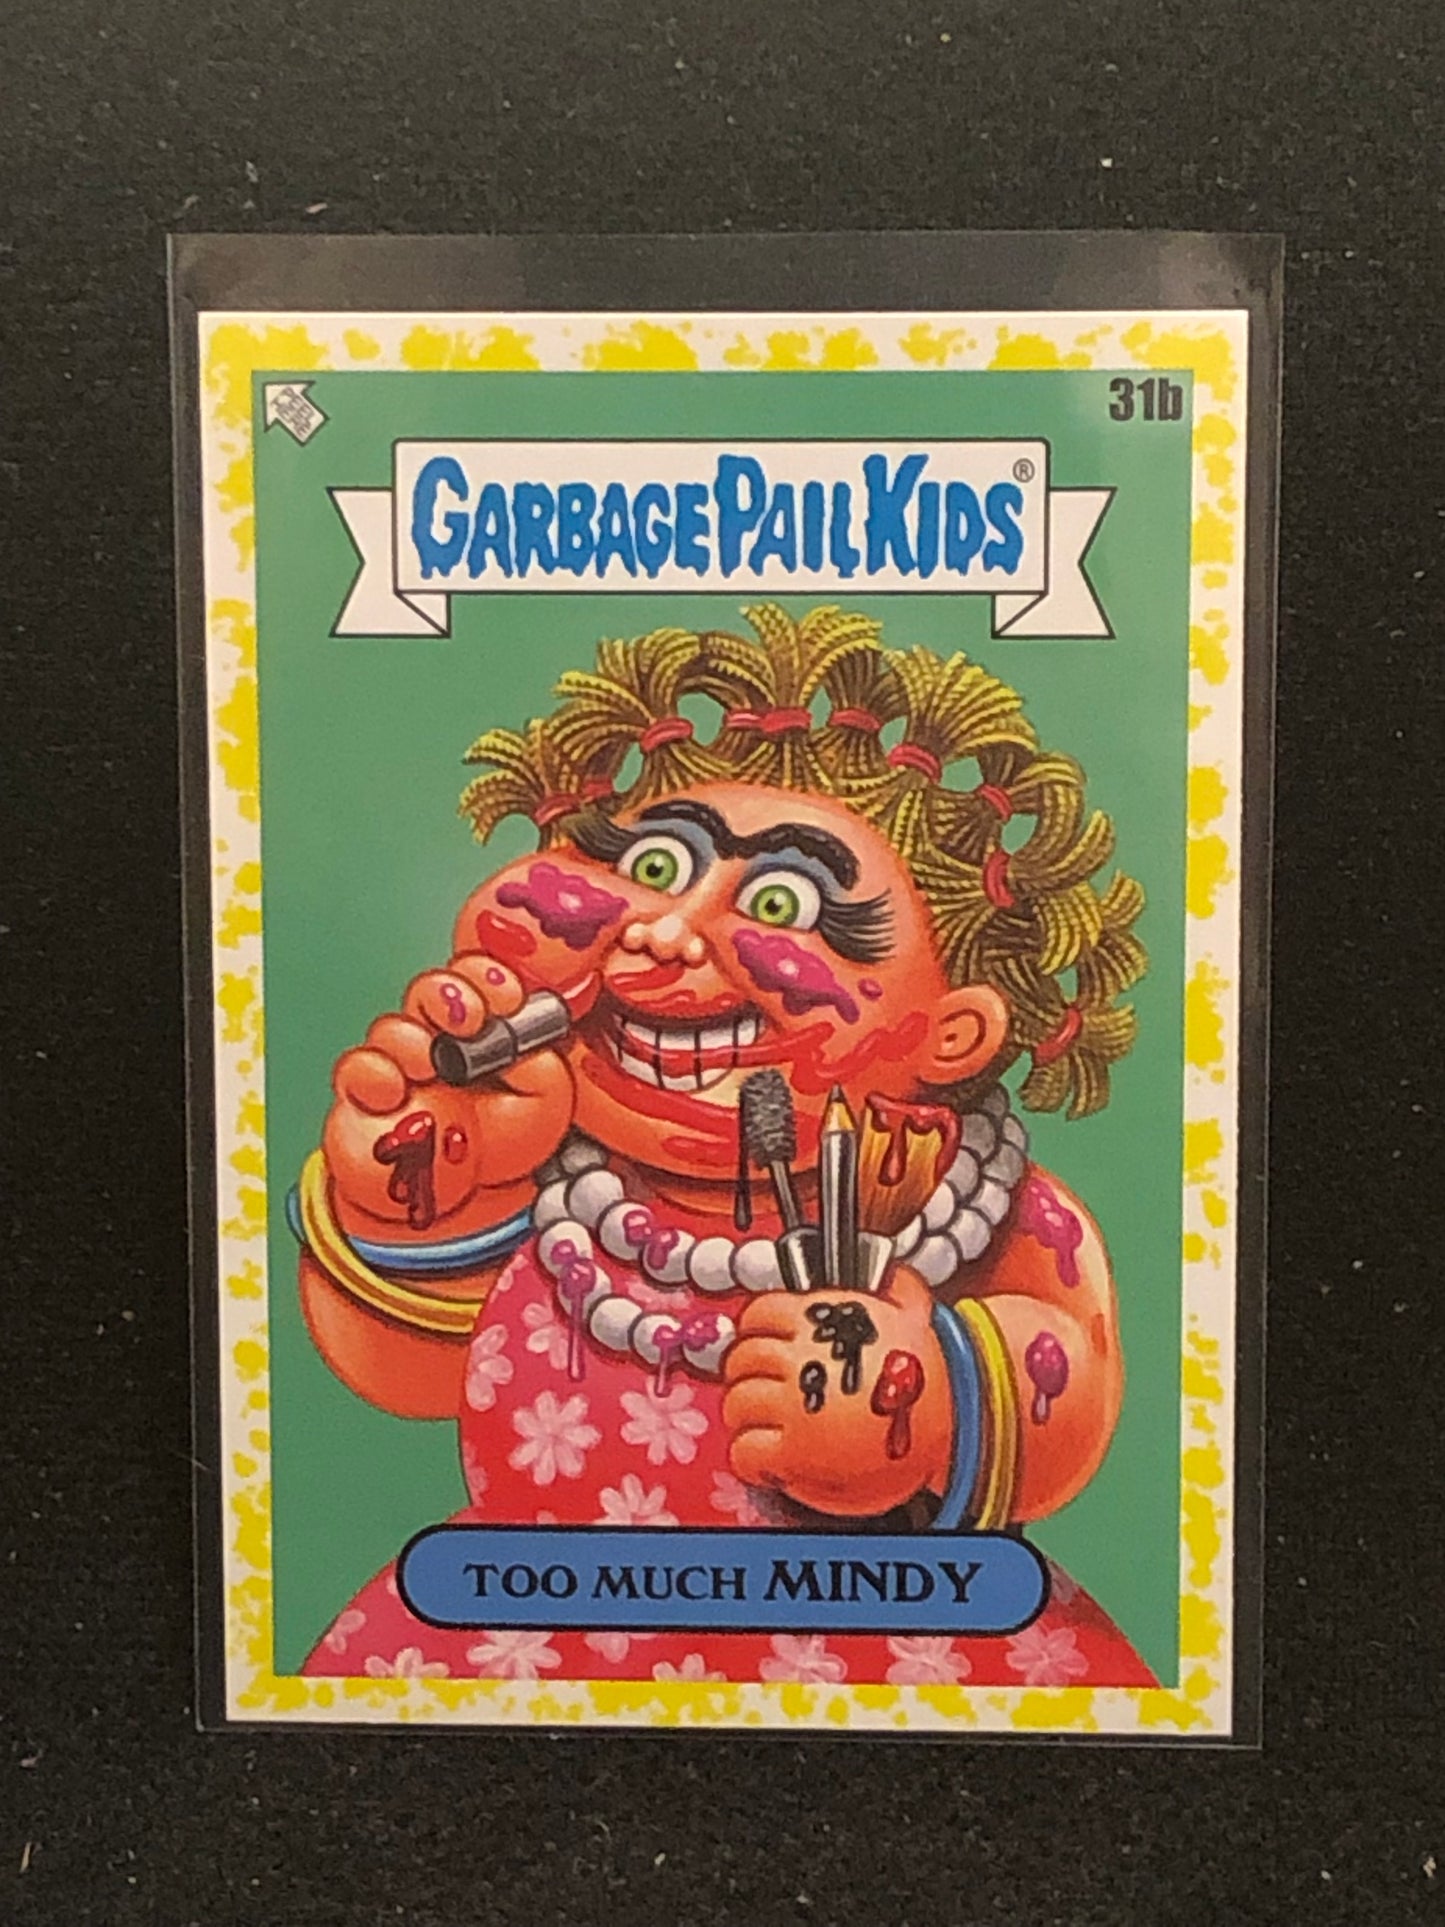 31b
GARBAGE PAIL KIDS®
TOO MUCH MINDY